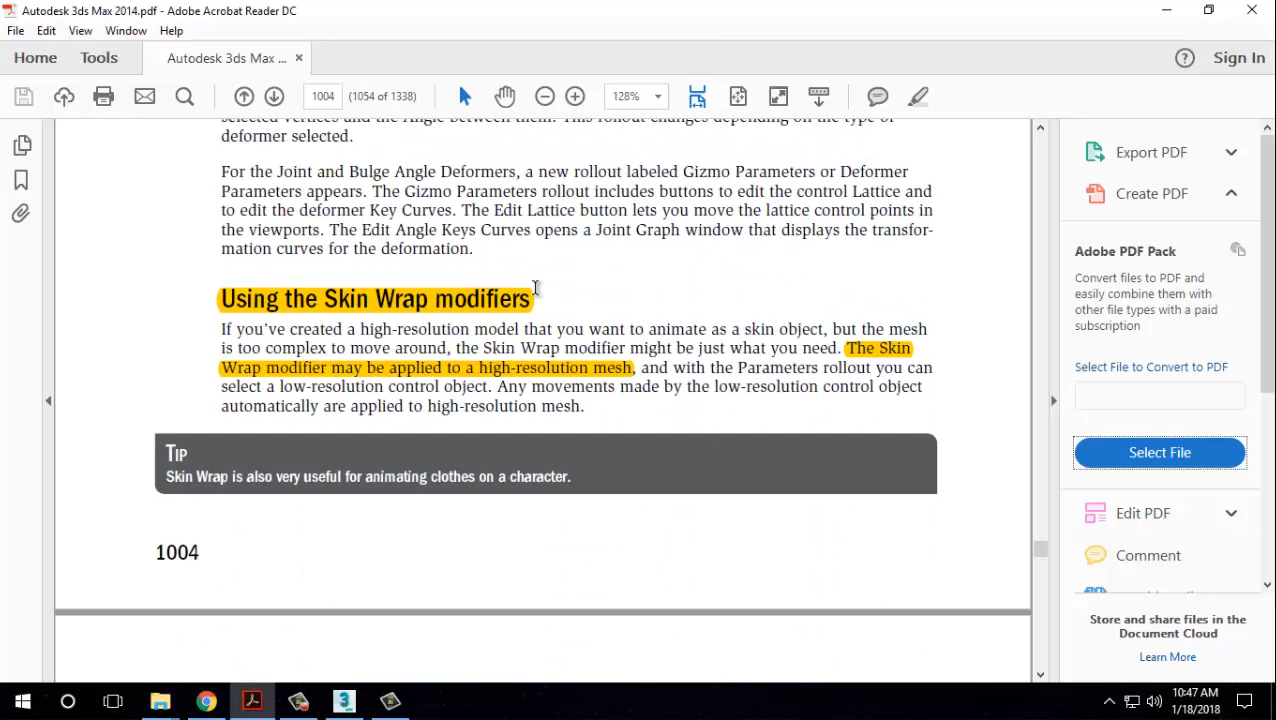 Autodesk 3ds Max 2014.pdf - Adobe Acrobat Reader DC
File Edit View Window Help
Home Tools Autodesk 3ds Max ... × Sign In
1004 (1054 of 1338) 128%
selected vertices and the Angle between them. This rollout changes depending on the type of
deformer selected.
For the Joint and Bulge Angle Deformers, a new rollout labeled Gizmo Parameters or Deformer
Parameters appears. The Gizmo Parameters rollout includes buttons to edit the control Lattice and
to edit the deformer Key Curves. The Edit Lattice button lets you move the lattice control points in
the viewports. The Edit Angle Keys Curves opens a Joint Graph window that displays the transfor-
mation curves for the deformation.
Using the Skin Wrap modifiers
If you've created a high-resolution model that you want to animate as a skin object, but the mesh
is too complex to move around, the Skin Wrap modifier might be just what you need. The Skin
Wrap modifier may be applied to a high-resolution mesh, and with the Parameters rollout you can
select a low-resolution control object. Any movements made by the low-resolution control object
automatically are applied to high-resolution mesh.
TIP
Skin Wrap is also very useful for animating clothes on a character.
1004
Export PDF
Create PDF
Adobe PDF Pack
Convert files to PDF and
easily combine them with
other file types with a paid
subscription
Select File to Convert to PDF
Select File
Edit PDF
Comment
Store and share files in the
Document Cloud
Learn More
10:47 AM
1/18/2018